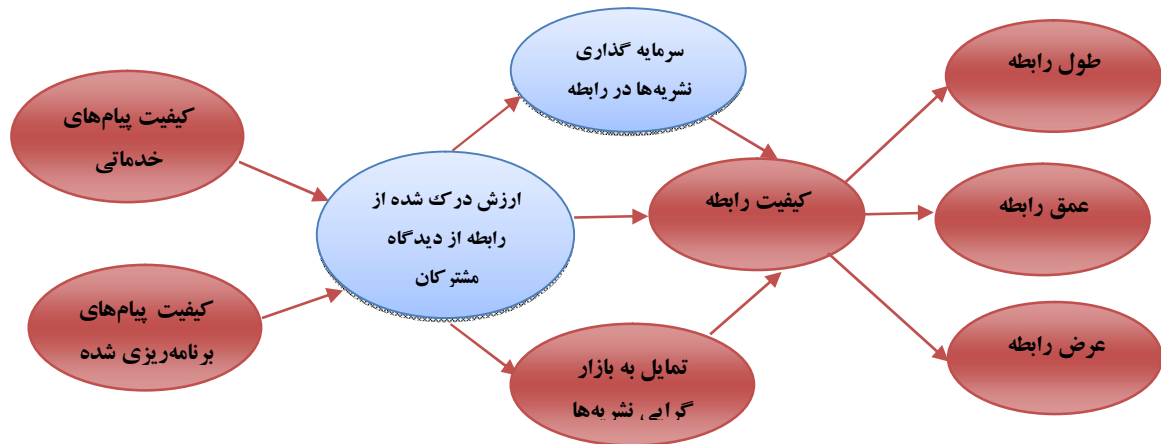 کیفیت پیام‌های
خدماتی
کیفیت پیام‌های
برنامه‌ریزی شده
ارزش درک شده از
رابطه از دیدگاه
مشترکان
سرمایه گذاری
نشریه‌ها در رابطه
تمایل به بازار
گرایی نشریه‌ها
کیفیت رابطه
طول رابطه
عمق رابطه
عرض رابطه